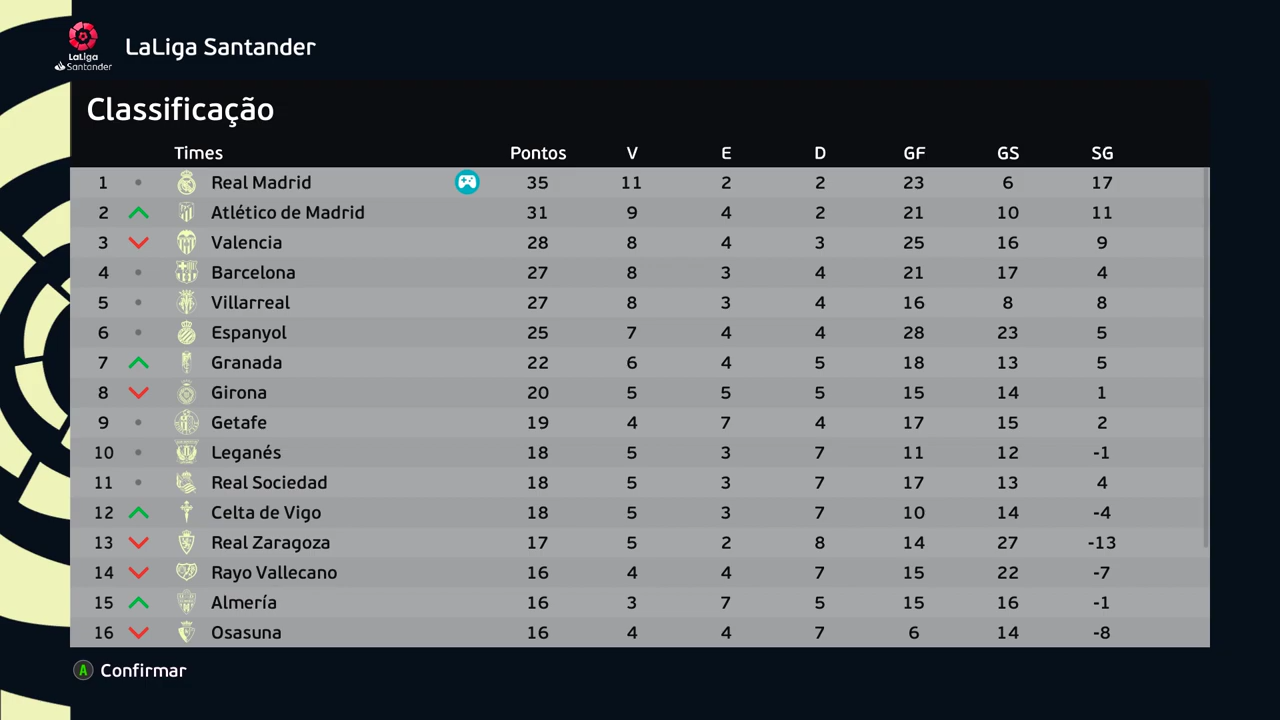 LaLiga
Santander
LaLiga Santander
Classificação
Times Pontos V E D GF GS SG
1 Real Madrid 35 11 2 2 23 6 17
2 Atlético de Madrid 31 9 4 2 21 10 11
3 Valencia 28 8 4 3 25 16 9
4 Barcelona 27 8 3 4 21 17 4
5 Villarreal 27 8 3 4 16 8 8
6 Espanyol 25 7 4 4 28 23 5
7 Granada 22 6 4 5 18 13 5
8 Girona 20 5 5 5 15 14 1
9 Getafe 19 4 7 4 17 15 2
10 Leganés 18 5 3 7 11 12 -1
11 Real Sociedad 18 5 3 7 17 13 4
12 Celta de Vigo 18 5 3 7 10 14 -4
13 Real Zaragoza 17 5 2 8 14 27 -13
14 Rayo Vallecano 16 4 4 7 15 22 -7
15 Almería 16 3 7 5 15 16 -1
16 Osasuna 16 4 4 7 6 14 -8
A Confirmar